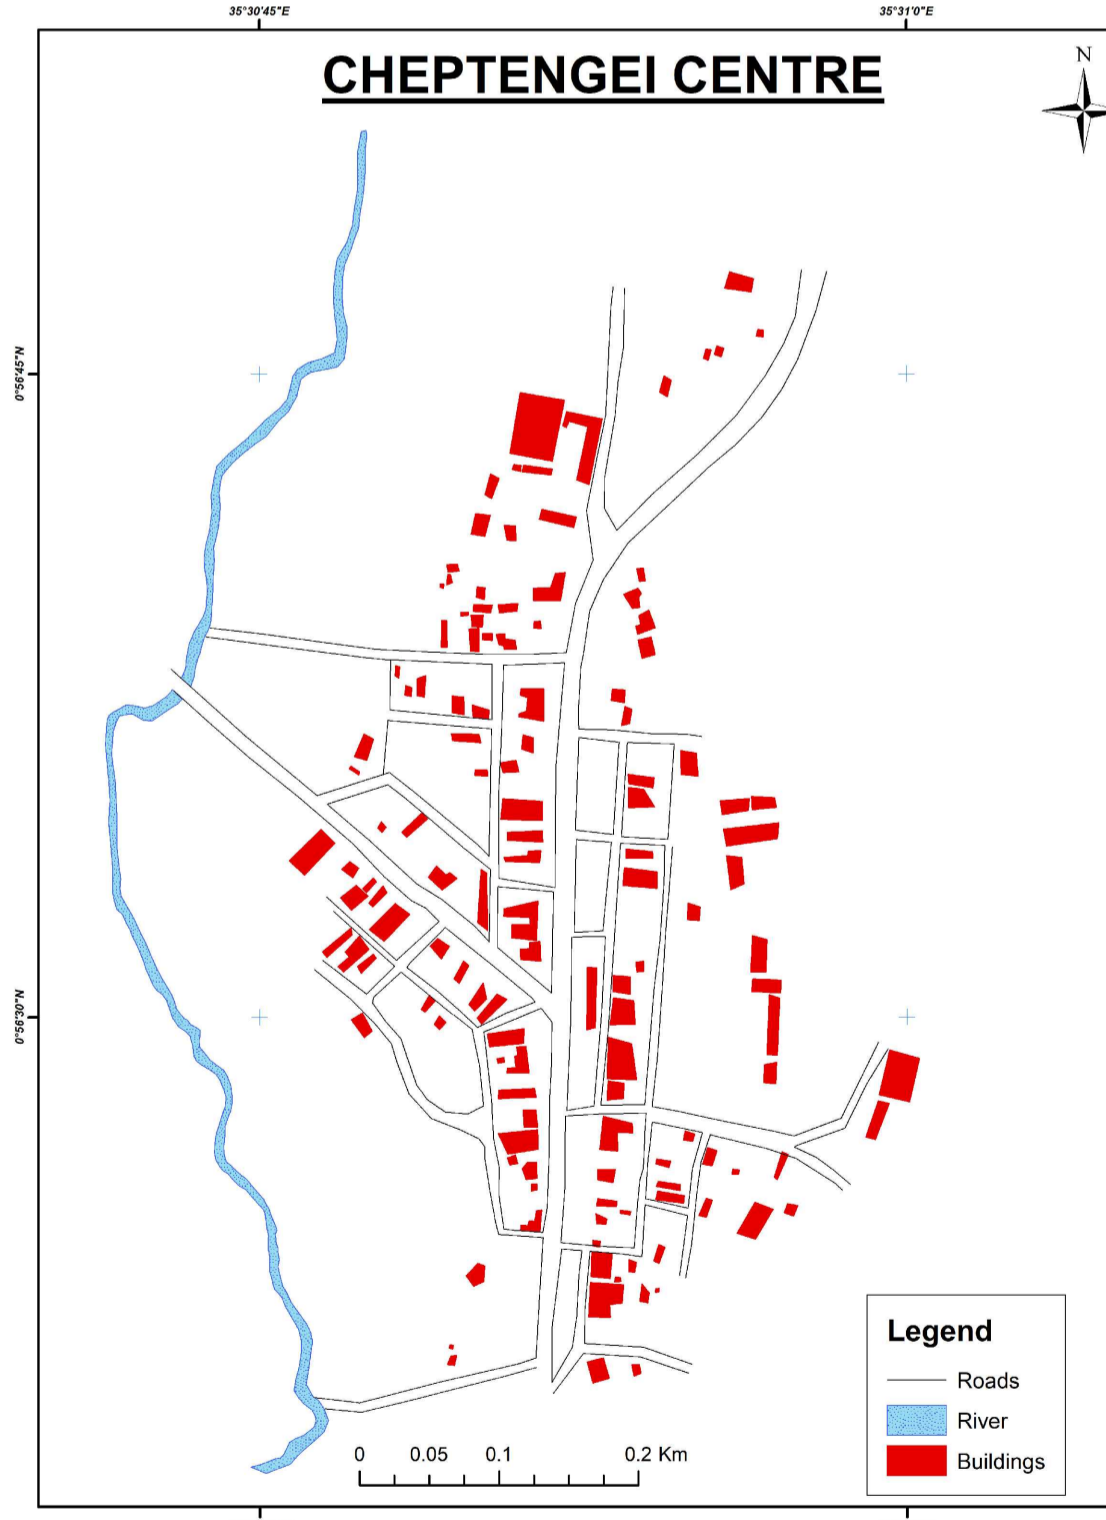 35°30'45"E
35°31'0"E
CHEPTENGEI CENTRE
N
0°56'45"N
0°56'30"N
Legend
Roads
River
Buildings
0 0.05 0.1 0.2 Km